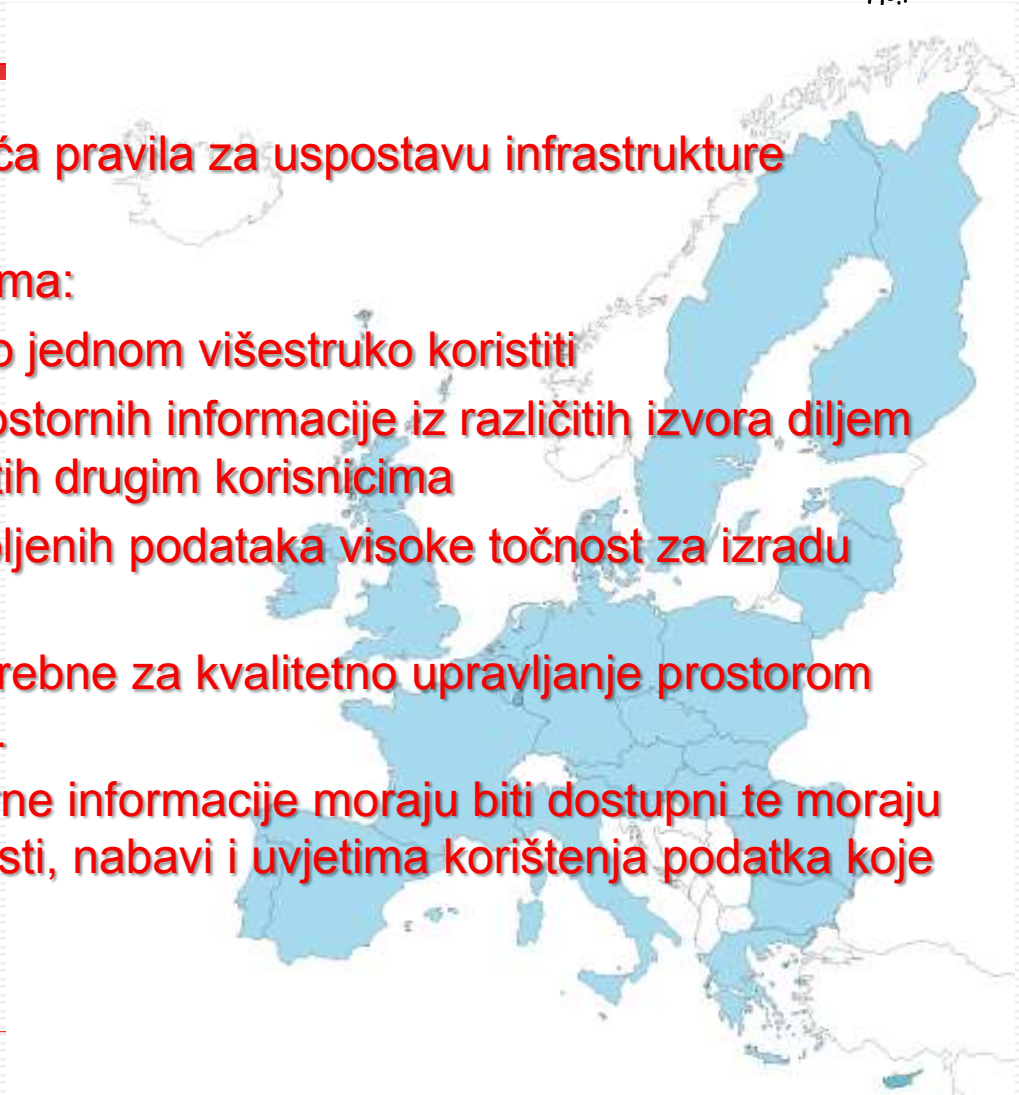 ća pravila za uspostavu infrastrukture
ma:
o jednom višestruko koristiti
ostornih informacije iz različitih izvora diljem
tih drugim korisnicima
ljenih podataka visoke točnost za izradu
rebne za kvalitetno upravljanje prostorom
.
ne informacije moraju biti dostupni te moraju
sti, nabavi i uvjetima korištenja podatka koje